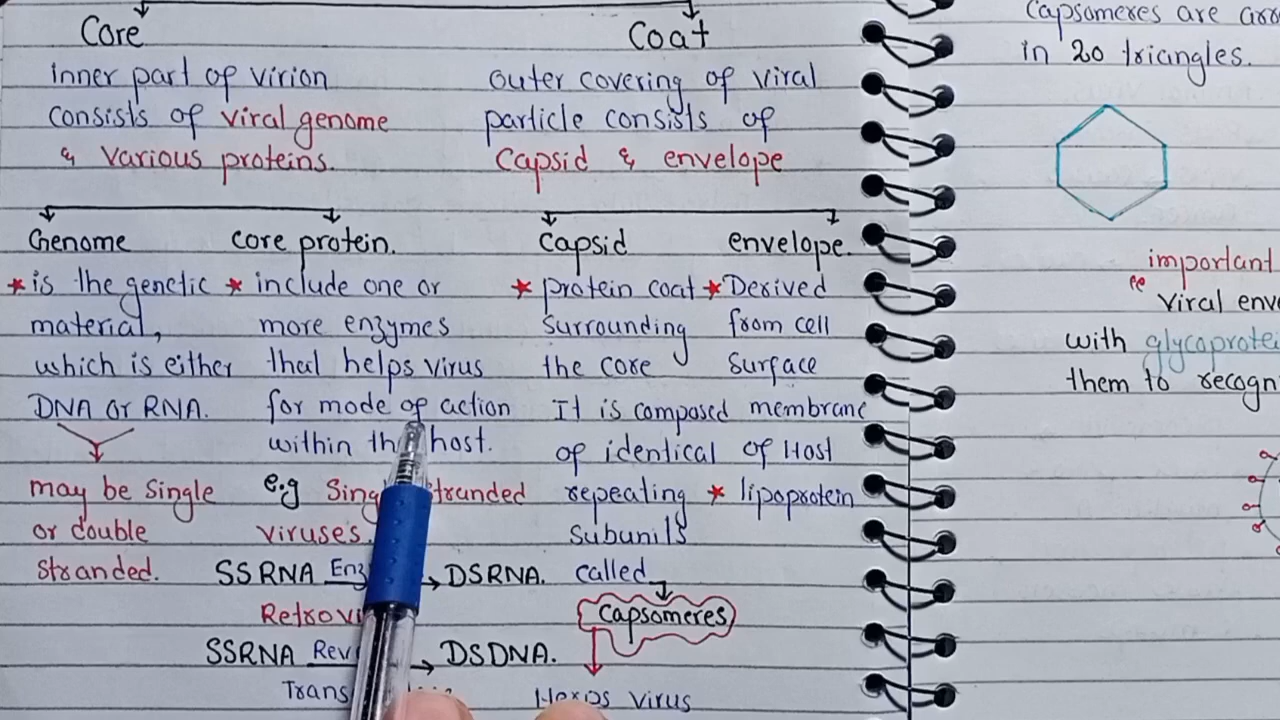 Core
inner part of virion
consists of viral genome
& various proteins.
Coat
outer covering of viral
particle consists of
Capsid & envelope
Genome
* is the genetic
material,
which is either
DNA or RNA.
may be single
or double
stranded.
core protein.
* include one or
more enzymes
that helps virus
for mode of action
within the host.
e.g stranded
viruses.
SSRNA → DSRNA.
SSRNA → DSDNA.
Capsid
* protein coat
surrounding
the core
It is composed
of identical
repeating
subunits
called
Capsomeres
Herps virus
envelope.
* Derived
from cell
surface
membrane
of Host
* lipoprotein
Capsomeres are
in 20 triangles.
important
Viral
with
them to